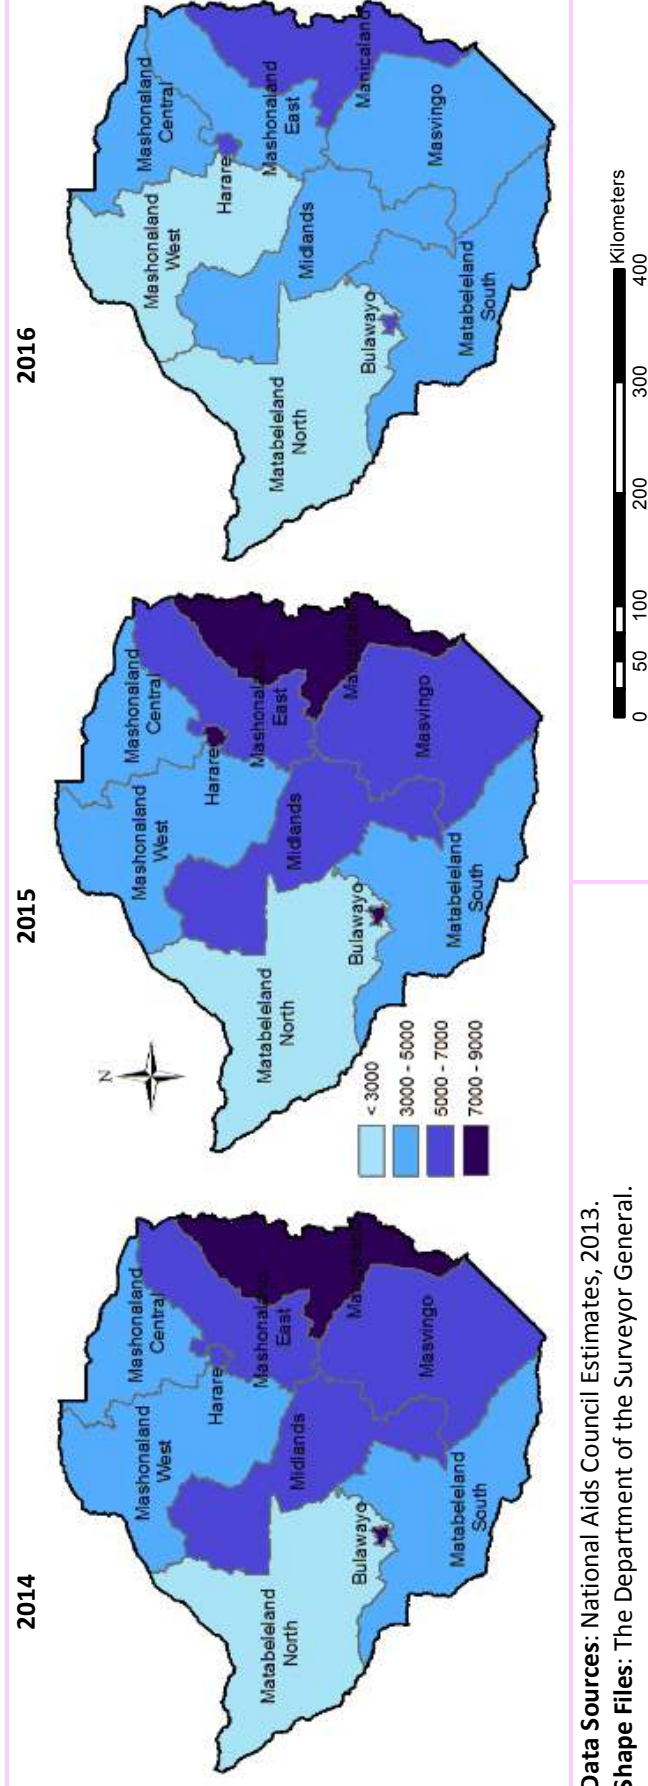 2014
2015
2016
Mashonaland
Central
Mashonaland
West
Harare
Mashonaland
East
Midlands
Masvingo
Matabeleland
North
Bulawayo
Matabeleland
South
N
Mashonaland
Central
Mashonaland
West
Harare
Mashonaland
East
Midlands
Masvingo
Matabeleland
North
Bulawayo
Matabeleland
South
< 3000
3000 - 5000
5000 - 7000
7000 - 9000
Mashonaland
Central
Mashonaland
West
Harare
Mashonaland
East
Manicaland
Midlands
Masvingo
Matabeleland
North
Bulawayo
Matabeleland
South
0 50 100 200 300 400
Kilometers
Data Sources: National Aids Council Estimates, 2013.
Shape Files: The Department of the Surveyor General.